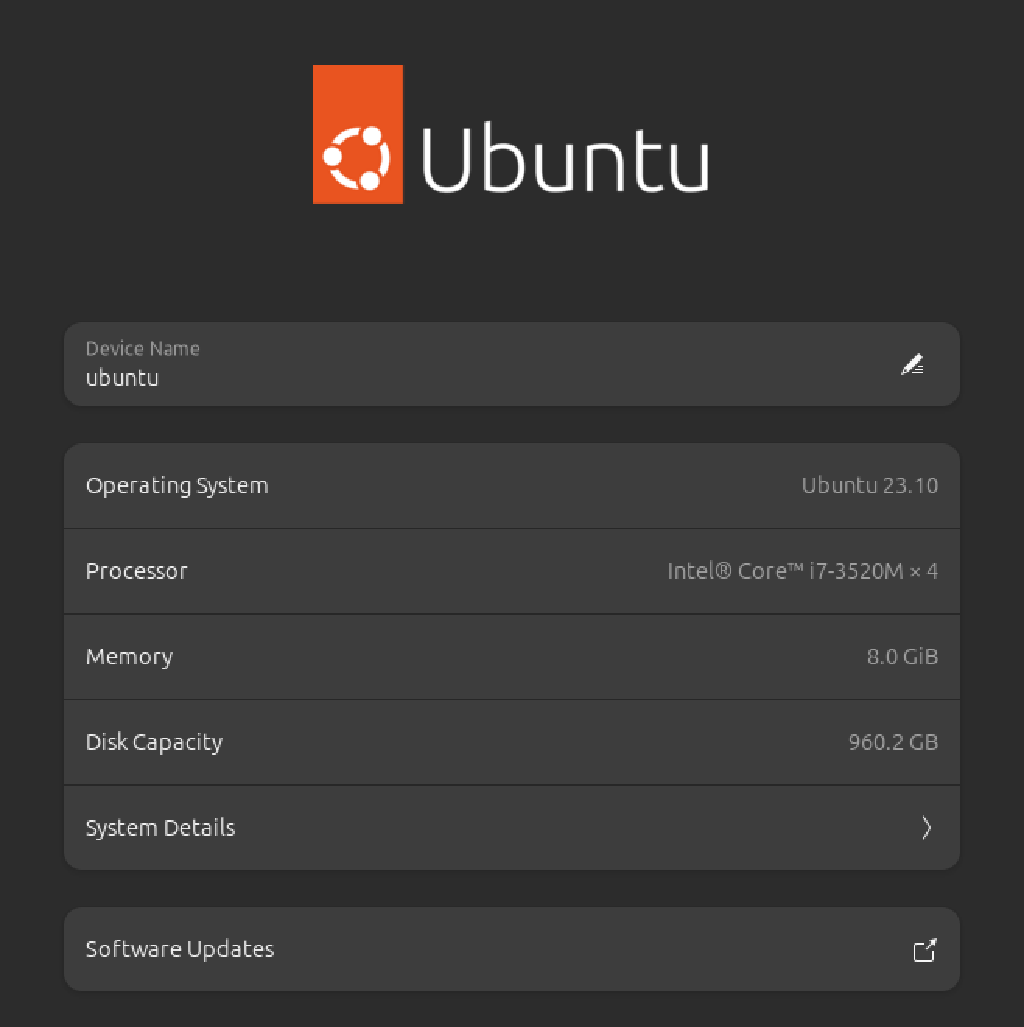 Ubuntu
Device Name
ubuntu
Operating System Ubuntu 23.10
Processor Intel® Core™ i7-3520M × 4
Memory 8.0 GiB
Disk Capacity 960.2 GB
System Details
Software Updates